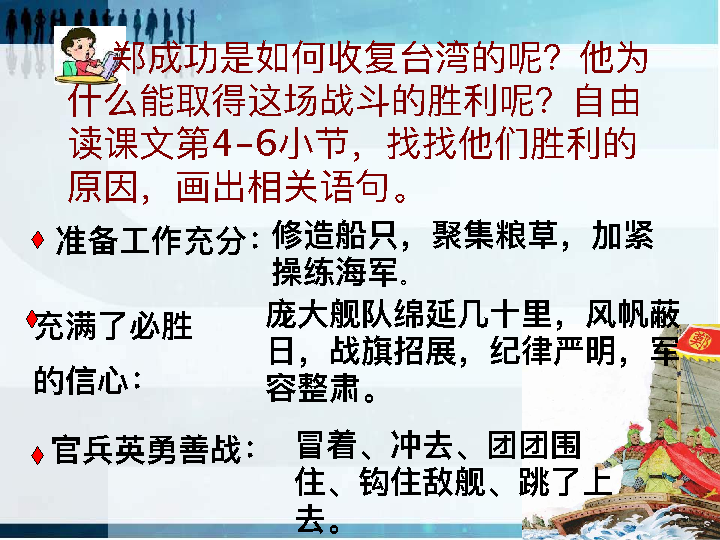 郑成功是如何收复台湾的呢？他为
什么能取得这场战斗的胜利呢？自由
读课文第4–6小节，找找他们胜利的
原因，画出相关语句。
准备工作充分：
修造船只，聚集粮草，加紧
操练海军。
充满了必胜
的信心：
庞大舰队绵延几十里，风帆蔽
日，战旗招展，纪律严明，军
容整肃。
官兵英勇善战：
冒着、冲去、团团围
住、钩住敌舰、跳了上
去。
鄭